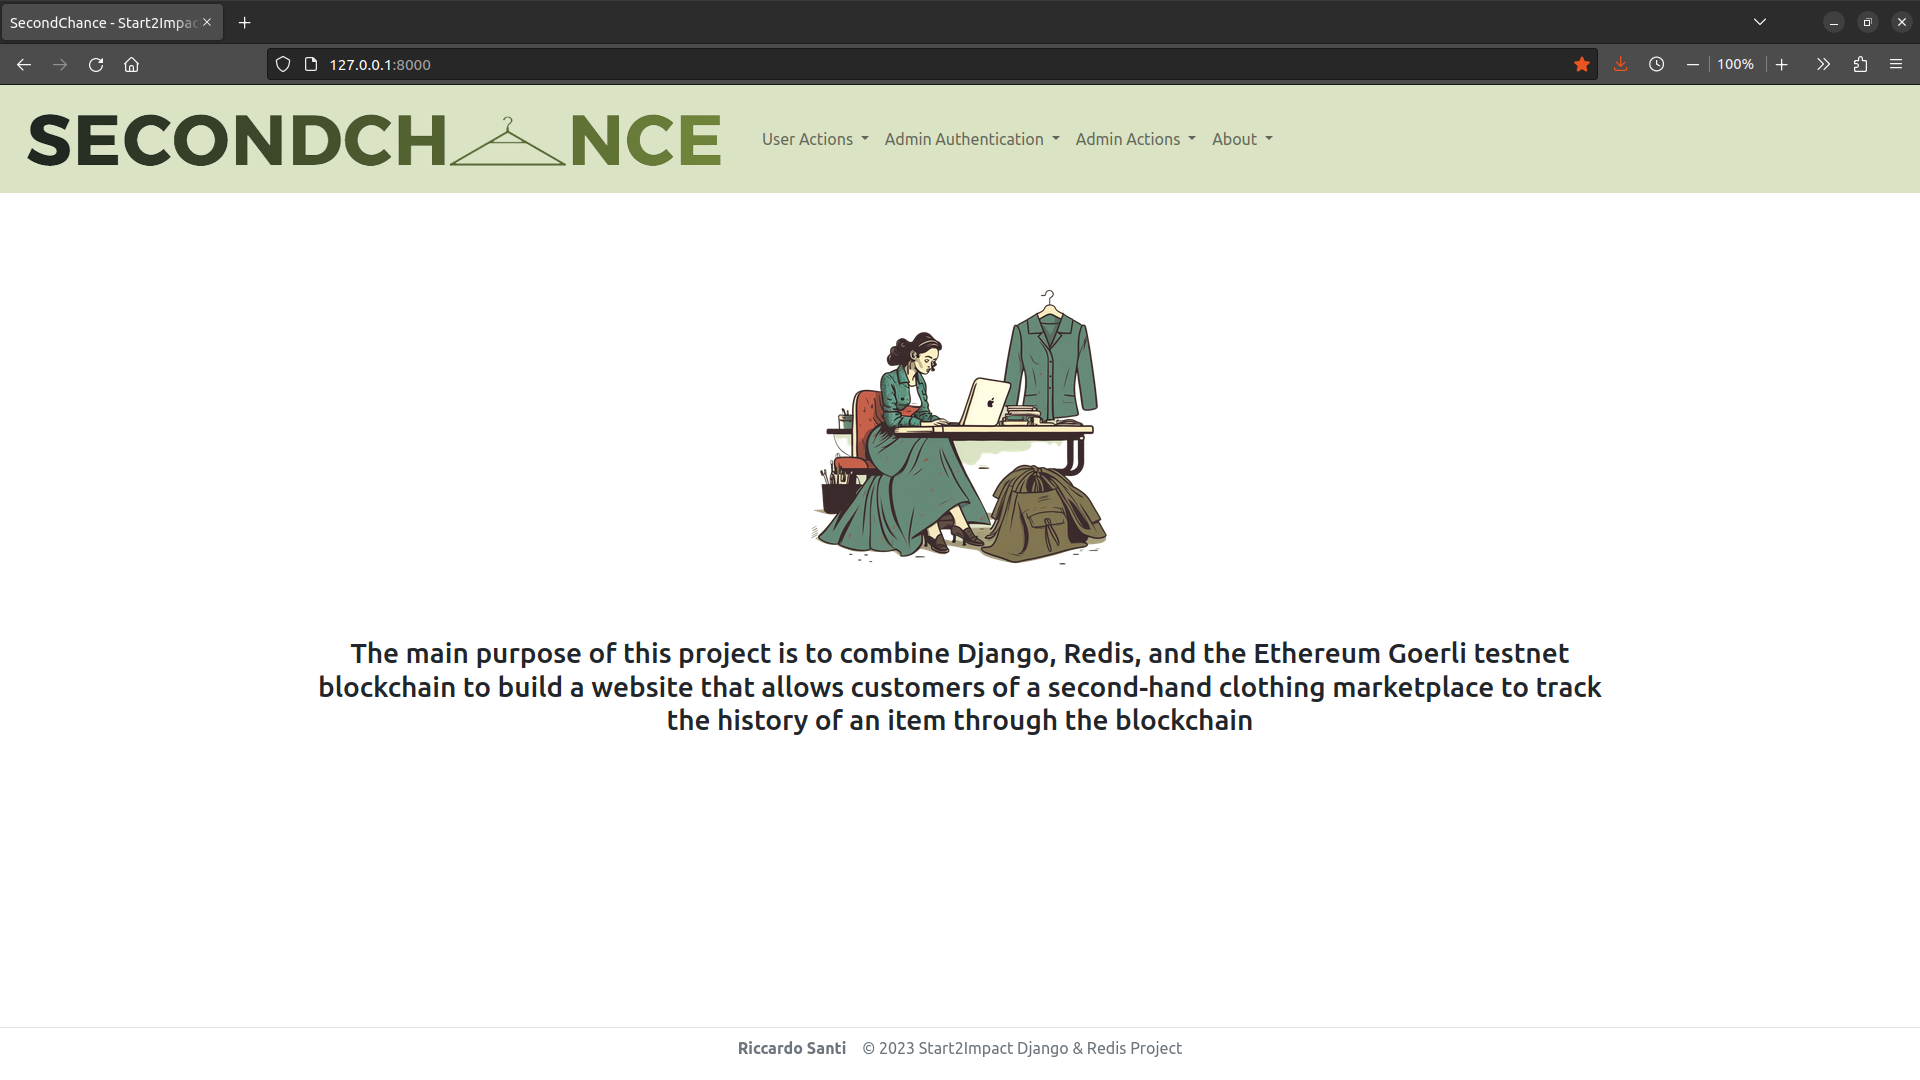 SecondChance - Start2Impac
127.0.0.1:8000
100%
SECONDCHANCE
User Actions
Admin Authentication
Admin Actions
About
The main purpose of this project is to combine Django, Redis, and the Ethereum Goerli testnet
blockchain to build a website that allows customers of a second-hand clothing marketplace to track
the history of an item through the blockchain
Riccardo Santi © 2023 Start2Impact Django & Redis Project